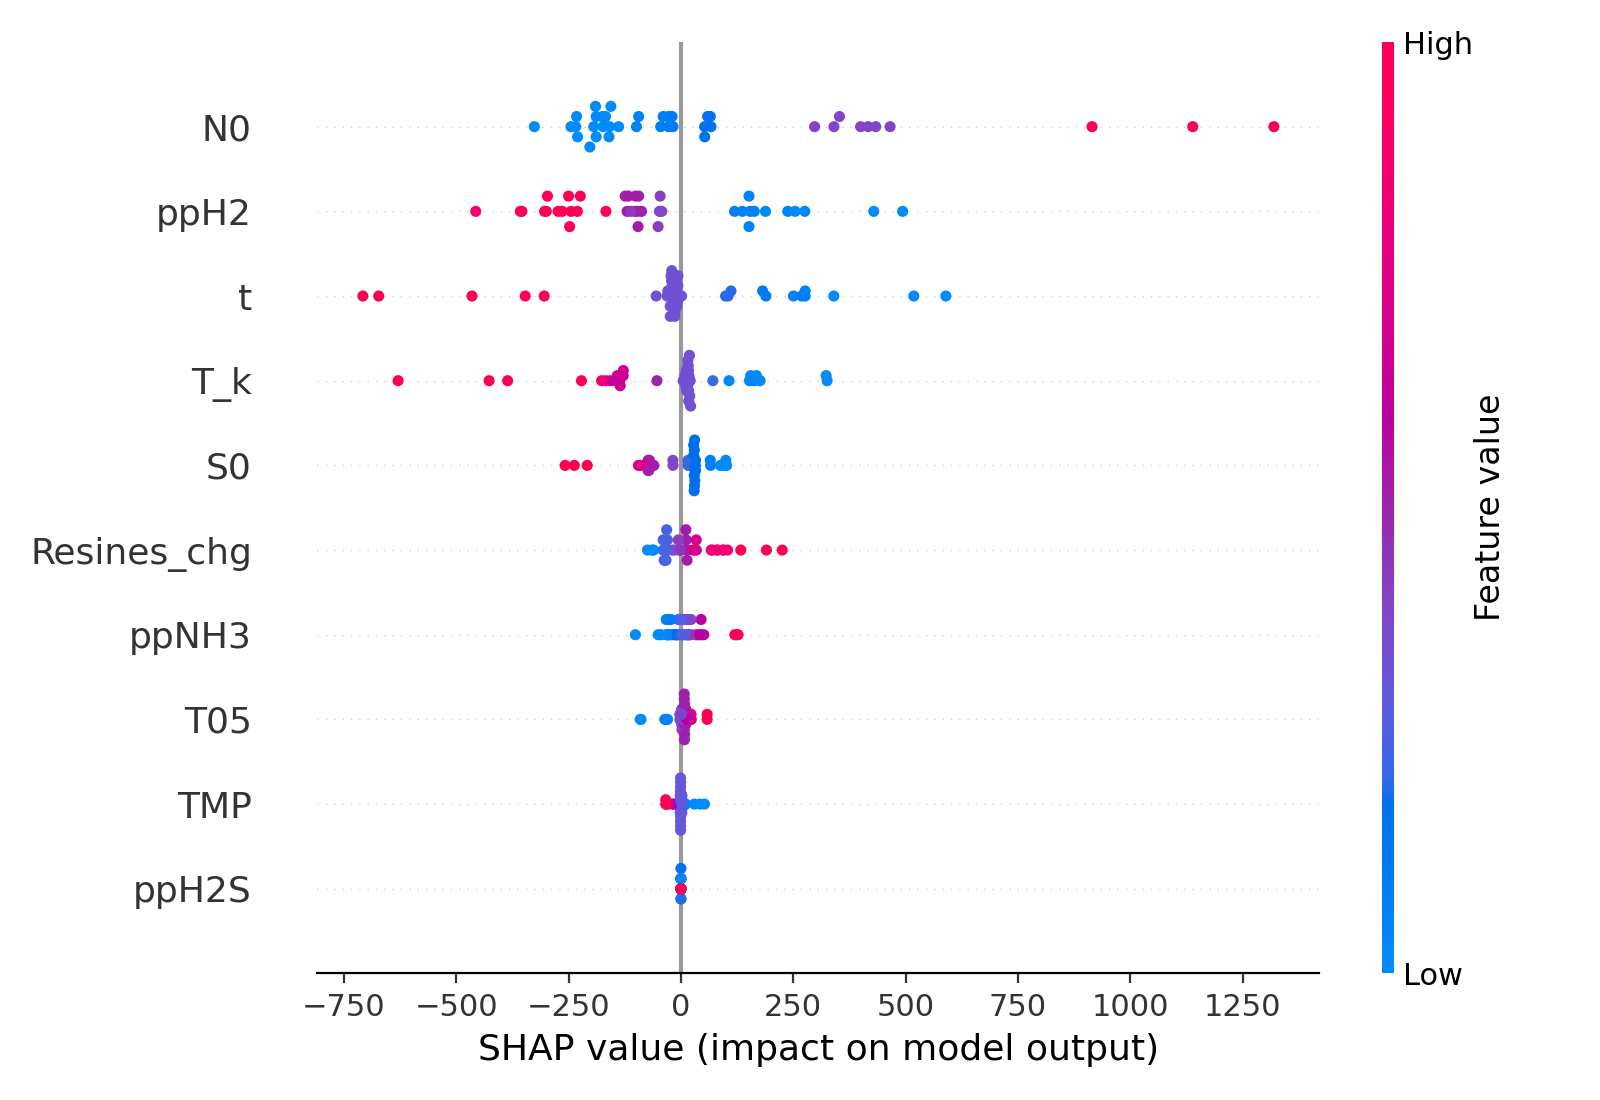 High
N0
ppH2
t
T_k
S0
Resines_chg
ppNH3
T05
TMP
ppH2S
Feature value
Low
−750 −500 −250 0 250 500 750 1000 1250
SHAP value (impact on model output)